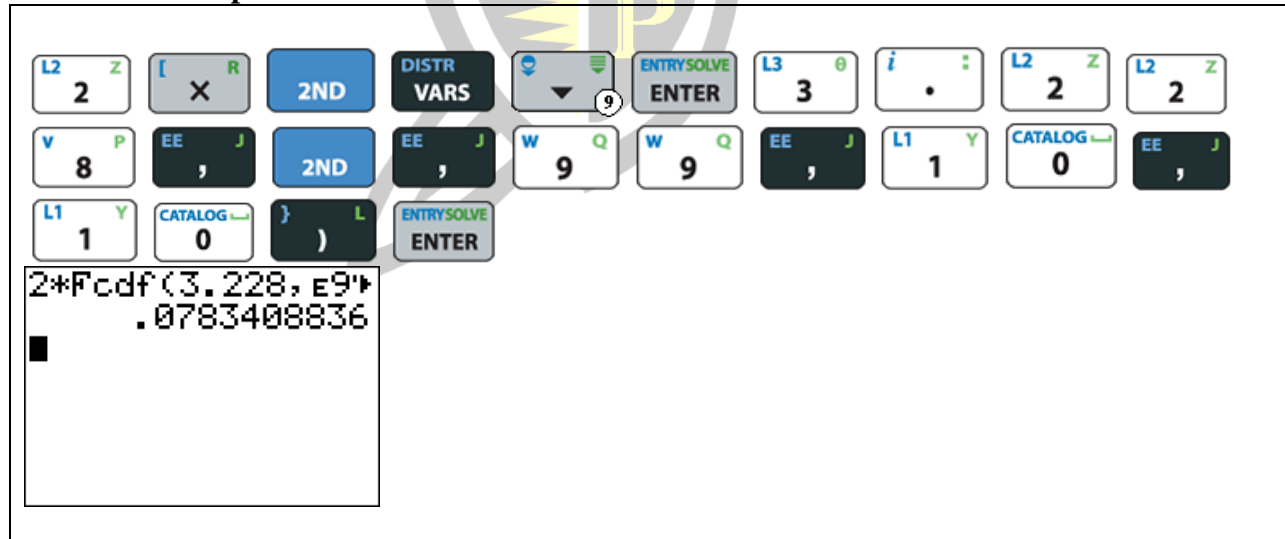 L2 Z [ R DISTR ENTRY SOLVE L3 θ i : L2 Z L2 Z
2 × 2ND VARS ▼ 9 ENTER 3 . 2 2
v P EE J EE J W Q W Q EE J L1 Y CATALOG EE J
8 , 2ND , 9 9 , 1 0 ,
L1 Y CATALOG } L ENTRY SOLVE
1 0 ) ENTER
2*Fcdf(3.228,ᴇ9
.0783408836